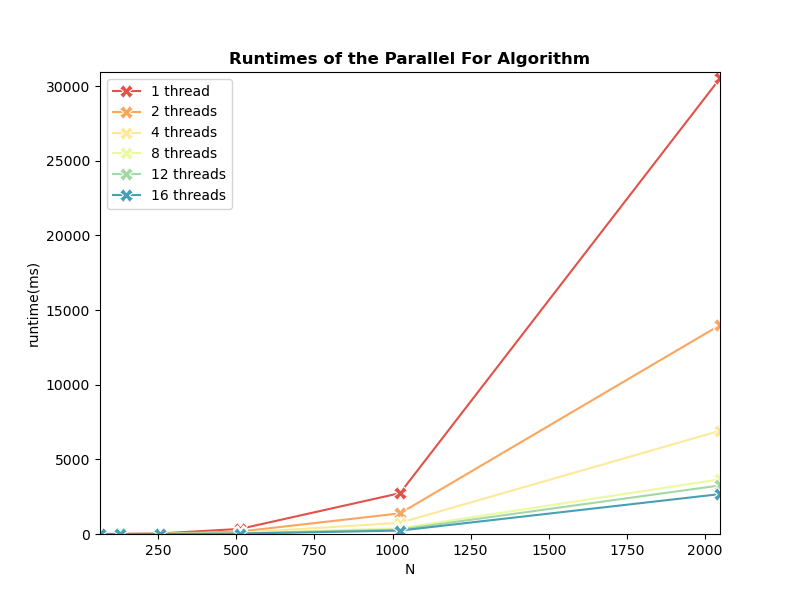 Runtimes of the Parallel For Algorithm
30000
25000
20000
15000
10000
5000
0
runtime(ms)
1 thread
2 threads
4 threads
8 threads
12 threads
16 threads
250 500 750 1000 1250 1500 1750 2000
N